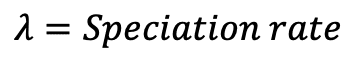 λ = Speciation rate